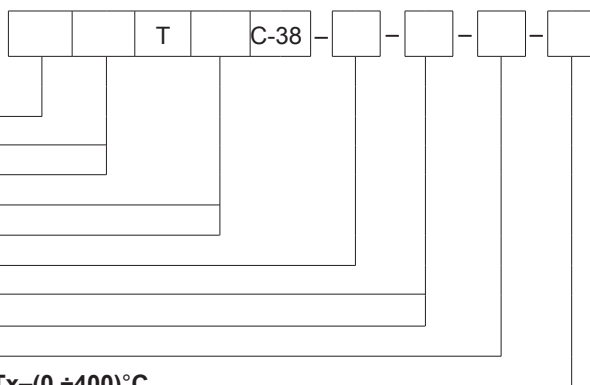 T C-38 – – – –
Tx–(0 ÷400)°C